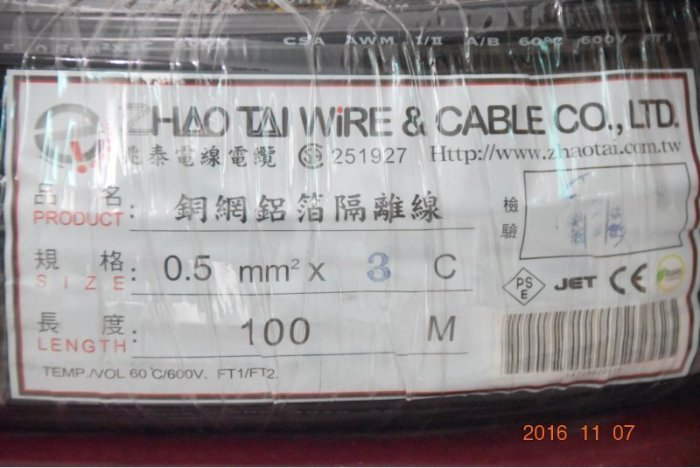 CSA AWM I/II A/B 60°C 600V FT1
ZHAO TAI WiRE & CABLE CO., LTD.
兆泰電線電纜 251927 Http://www.zhaotai.com.tw
品名: 銅網鋁箔隔離線 檢驗
PRODUCT
規格: 0.5 mm² x 3 C
SIZE
PSE JET CE
長度: 100 M
LENGTH
TEMP./VOL 60℃/600V. FT1/FT2.
2016 11 07